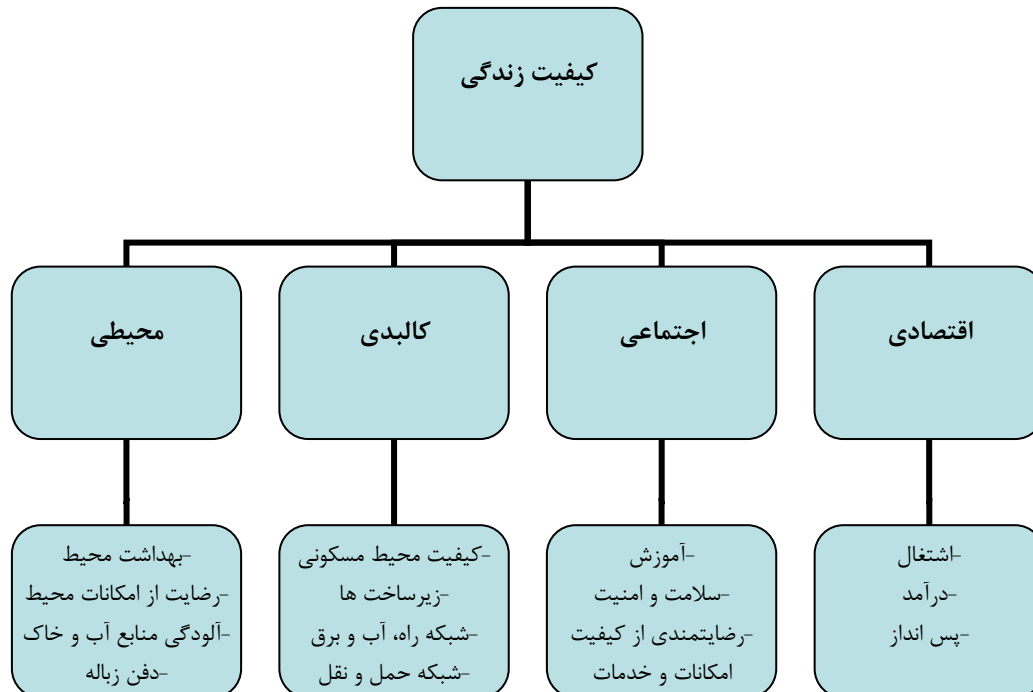 کیفیت زندگی
اقتصادی
اجتماعی
کالبدی
محیطی
-اشتغال
-درآمد
-پس انداز
-آموزش
-سلامت و امنیت
-رضایتمندی از کیفیت
امکانات و خدمات
-کیفیت محیط مسکونی
-زیرساخت ها
-شبکه راه، آب و برق
-شبکه حمل و نقل
-بهداشت محیط
-رضایت از امکانات محیط
-آلودگی منابع آب و خاک
-دفن زباله